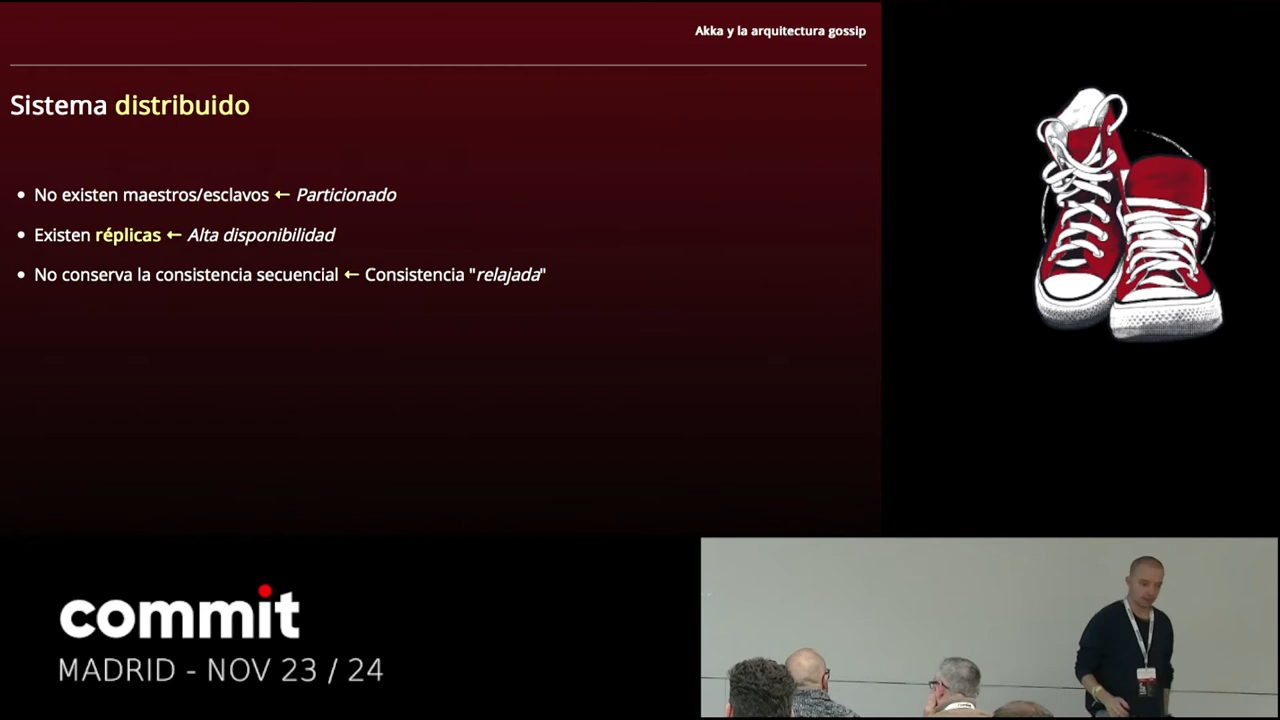 Akka y la arquitectura gossip
Sistema distribuido
No existen maestros/esclavos ← Particionado
Existen réplicas ← Alta disponibilidad
No conserva la consistencia secuencial ← Consistencia "relajada"
commit
MADRID - NOV 23 / 24